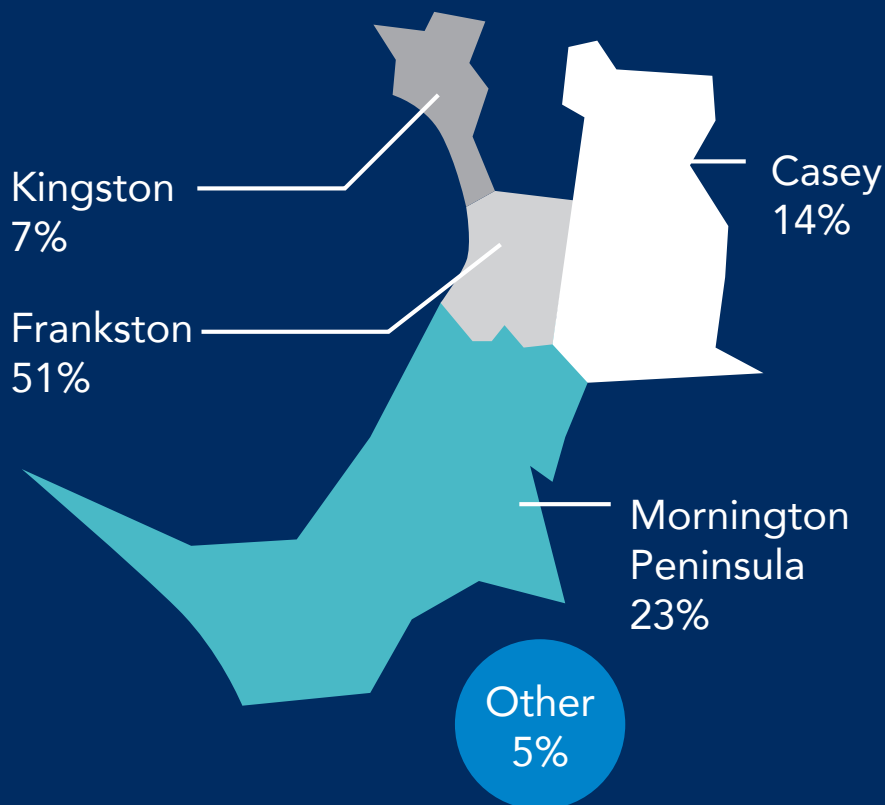 Kingston
7%
Casey
14%
Frankston
51%
Mornington
Peninsula
23%
Other
5%